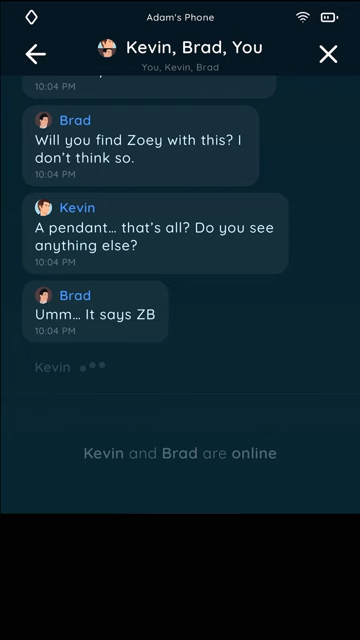 Adam's Phone
Kevin, Brad, You
You, Kevin, Brad
10:04 PM
Brad
Will you find Zoey with this? I
don't think so.
10:04 PM
Kevin
A pendant... that's all? Do you see
anything else?
10:04 PM
Brad
Umm... It says ZB
10:04 PM
Kevin
Kevin and Brad are online